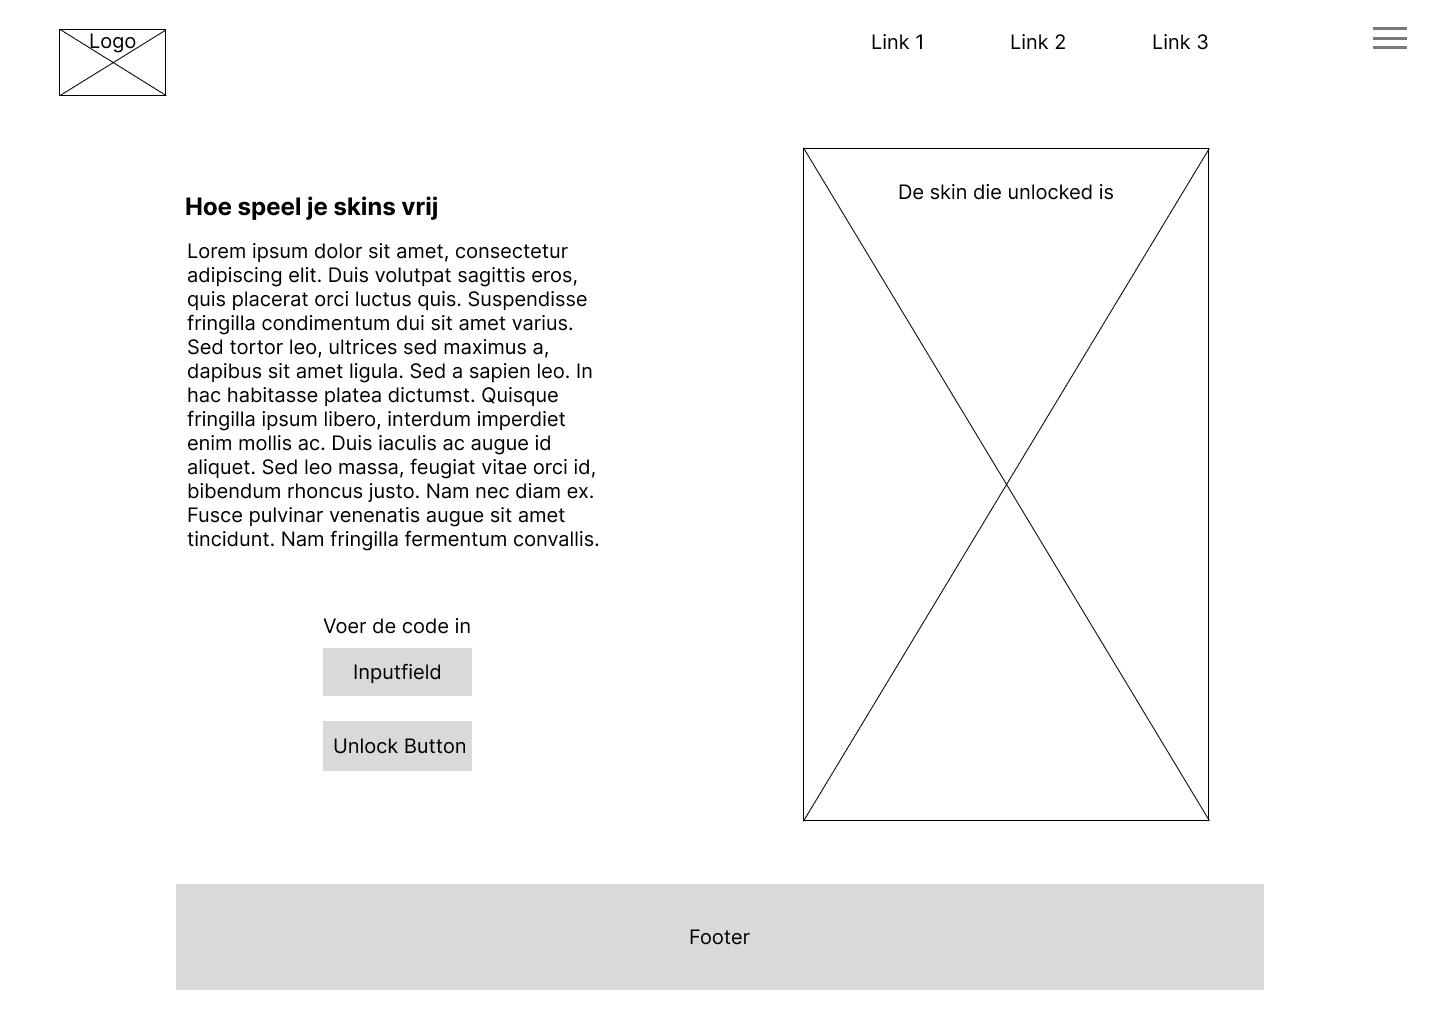 Logo
Link 1
Link 2
Link 3
Hoe speel je skins vrij
Lorem ipsum dolor sit amet, consectetur
adipiscing elit. Duis volutpat sagittis eros,
quis placerat orci luctus quis. Suspendisse
fringilla condimentum dui sit amet varius.
Sed tortor leo, ultrices sed maximus a,
dapibus sit amet ligula. Sed a sapien leo. In
hac habitasse platea dictumst. Quisque
fringilla ipsum libero, interdum imperdiet
enim mollis ac. Duis iaculis ac augue id
aliquet. Sed leo massa, feugiat vitae orci id,
bibendum rhoncus justo. Nam nec diam ex.
Fusce pulvinar venenatis augue sit amet
tincidunt. Nam fringilla fermentum convallis.
Voer de code in
Inputfield
Unlock Button
De skin die unlocked is
Footer